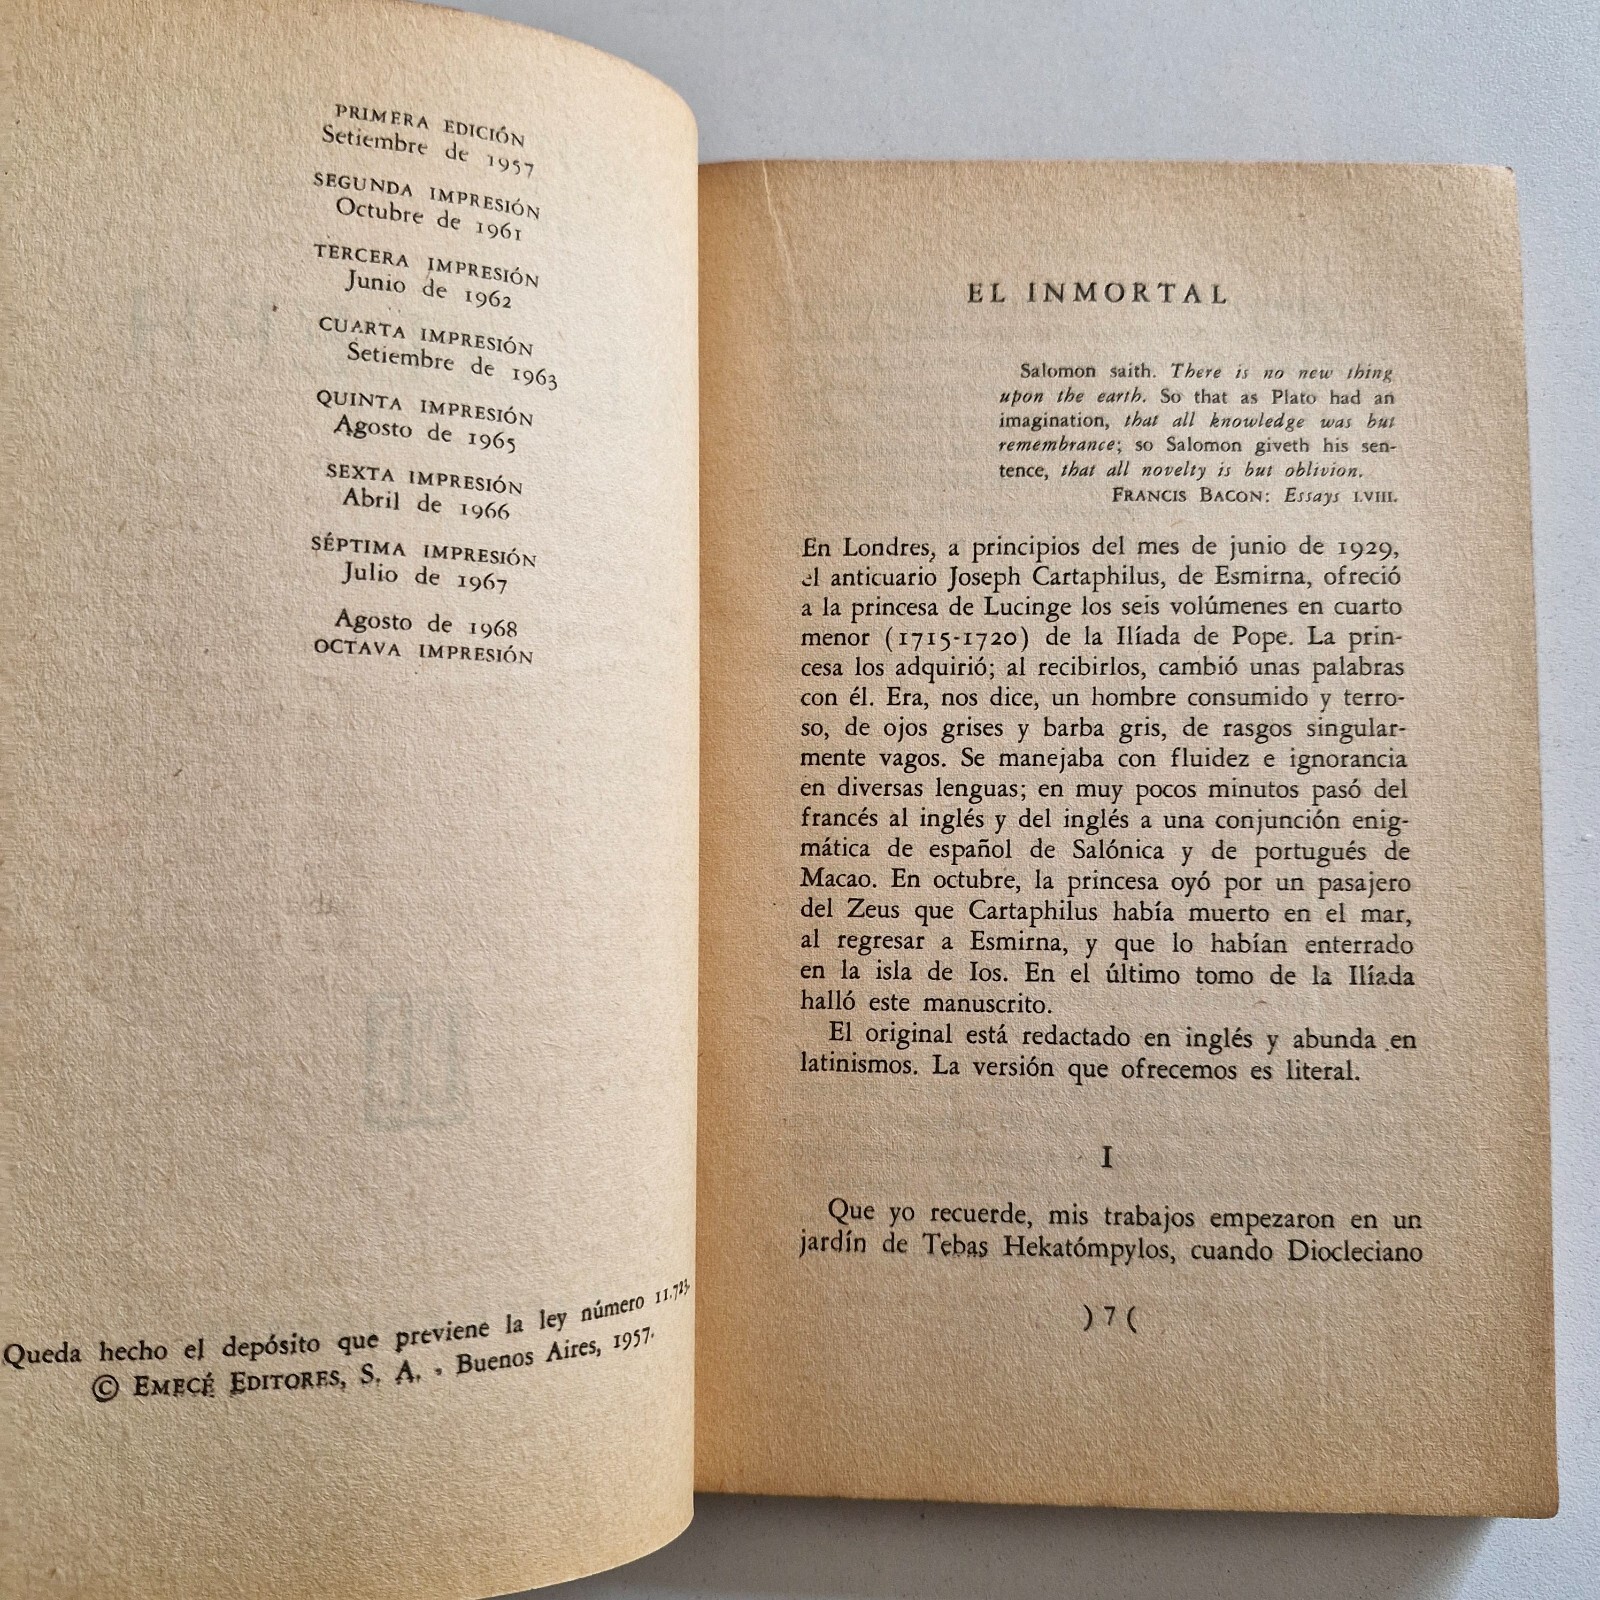 PRIMERA EDICIÓN
Setiembre de 1957
SEGUNDA IMPRESIÓN
Octubre de 1961
TERCERA IMPRESIÓN
Junio de 1962
CUARTA IMPRESIÓN
Setiembre de 1963
QUINTA IMPRESIÓN
Agosto de 1965
SEXTA IMPRESIÓN
Abril de 1966
SÉPTIMA IMPRESIÓN
Julio de 1967
Agosto de 1968
OCTAVA IMPRESIÓN
Queda hecho el depósito que previene la ley número 11.723.
© EMECÉ EDITORES, S. A. - Buenos Aires, 1957.
EL INMORTAL
Salomon saith. There is no new thing
upon the earth. So that as Plato had an
imagination, that all knowledge was but
remembrance; so Salomon giveth his sen-
tence, that all novelty is but oblivion.
FRANCIS BACON: Essays LVIII.
En Londres, a principios del mes de junio de 1929,
el anticuario Joseph Cartaphilus, de Esmirna, ofreció
a la princesa de Lucinge los seis volúmenes en cuarto
menor (1715-1720) de la Ilíada de Pope. La prin-
cesa los adquirió; al recibirlos, cambió unas palabras
con él. Era, nos dice, un hombre consumido y terro-
so, de ojos grises y barba gris, de rasgos singular-
mente vagos. Se manejaba con fluidez e ignorancia
en diversas lenguas; en muy pocos minutos pasó del
francés al inglés y del inglés a una conjunción enig-
mática de español de Salónica y de portugués de
Macao. En octubre, la princesa oyó por un pasajero
del Zeus que Cartaphilus había muerto en el mar,
al regresar a Esmirna, y que lo habían enterrado
en la isla de Ios. En el último tomo de la Ilíada
halló este manuscrito.
El original está redactado en inglés y abunda en
latinismos. La versión que ofrecemos es literal.
I
Que yo recuerde, mis trabajos empezaron en un
jardín de Tebas Hekatómpylos, cuando Diocleciano
) 7 (